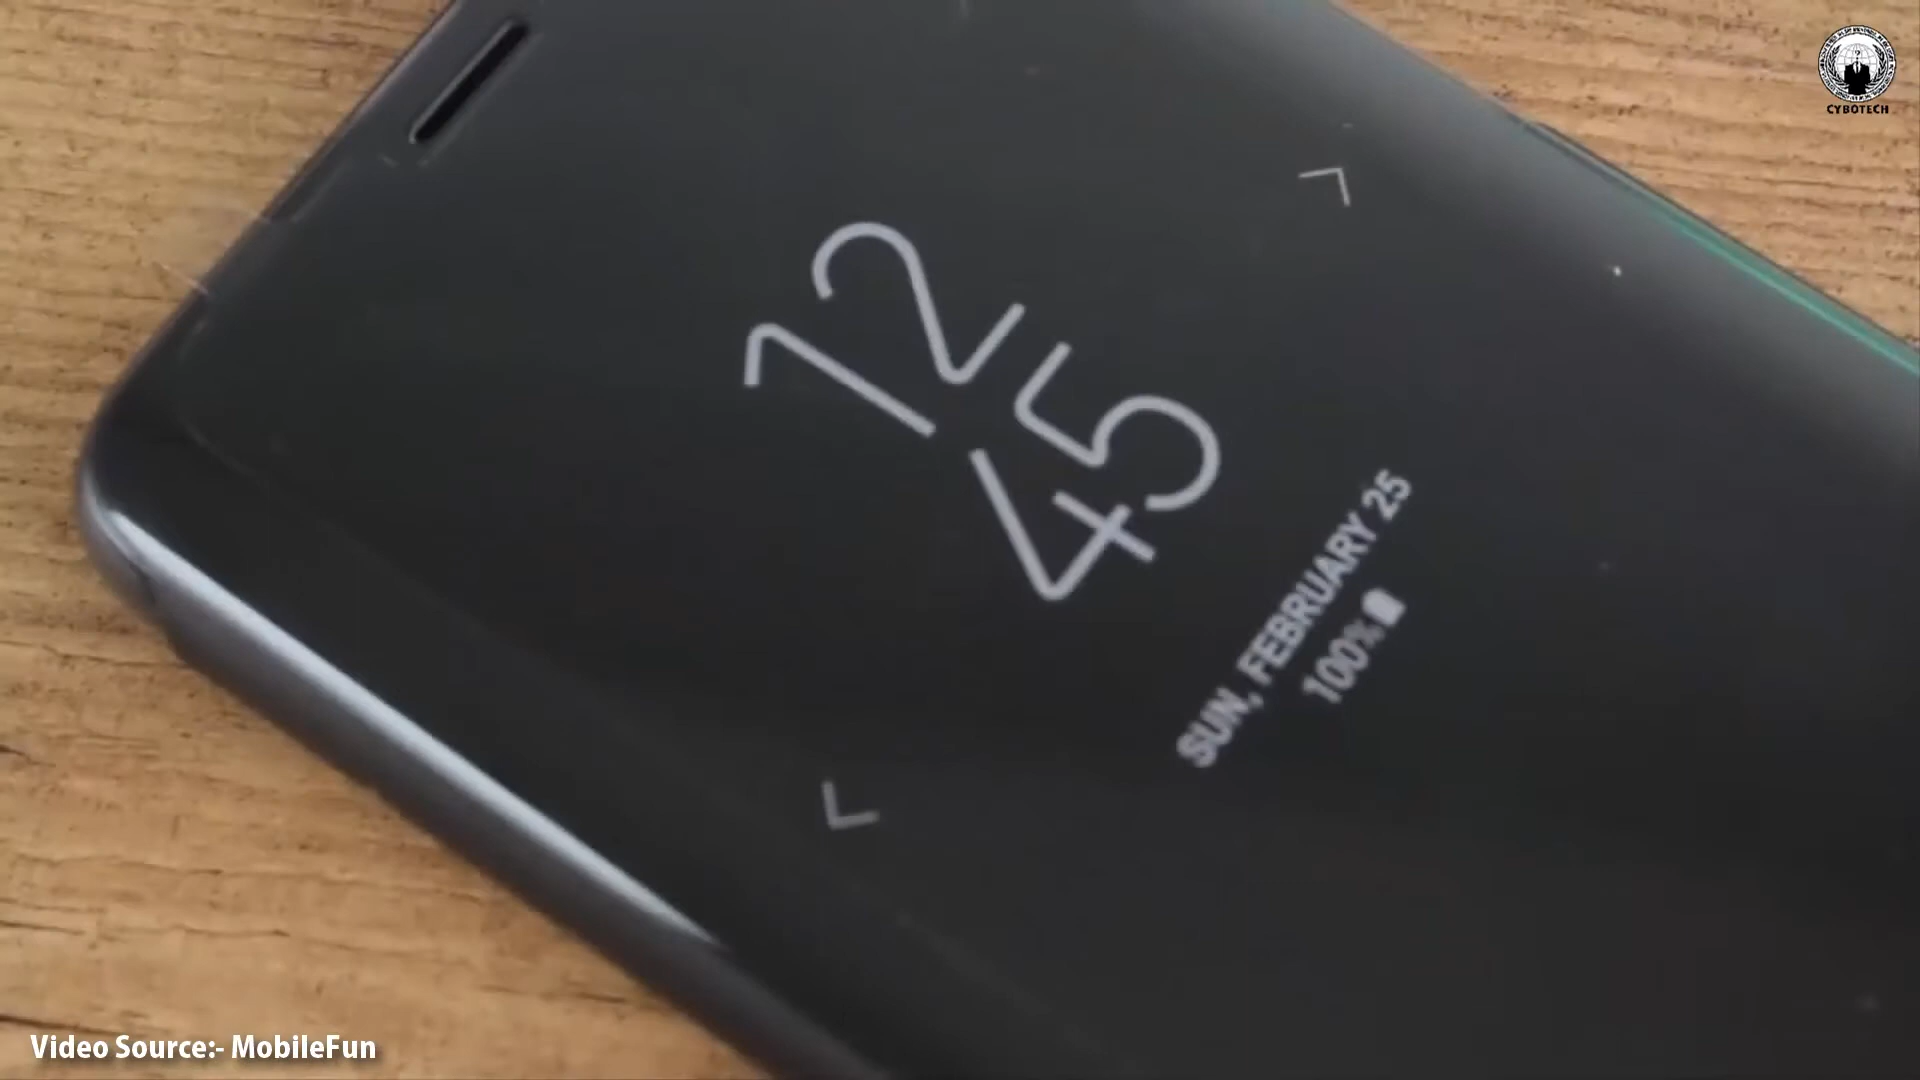 CYBOTECH
12
45
SUN, FEBRUARY 25
100%
Video Source:- MobileFun